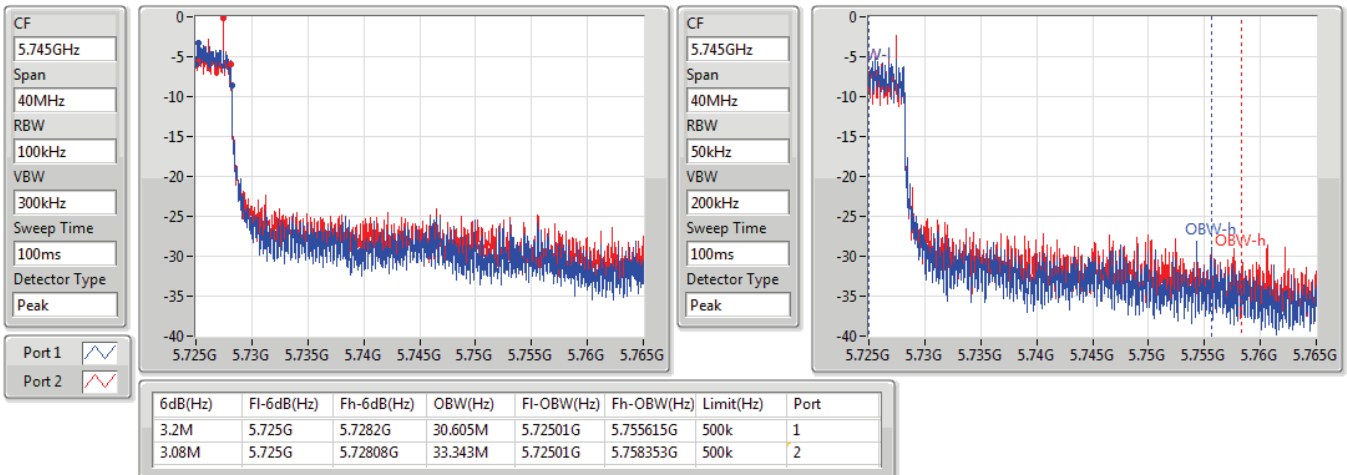 CF
5.745GHz
Span
40MHz
RBW
100kHz
VBW
300kHz
Sweep Time
100ms
Detector Type
Peak
Port 1
Port 2
0
-5
-10
-15
-20
-25
-30
-35
-40
5.725G 5.73G 5.735G 5.74G 5.745G 5.75G 5.755G 5.76G 5.765G
CF
5.745GHz
Span
40MHz
RBW
50kHz
VBW
200kHz
Sweep Time
100ms
Detector Type
Peak
0
-5
-10
-15
-20
-25
-30
-35
-40
W-l
OBW-h
OBW-h
5.725G 5.73G 5.735G 5.74G 5.745G 5.75G 5.755G 5.76G 5.765G
6dB(Hz) Fl-6dB(Hz) Fh-6dB(Hz) OBW(Hz) Fl-OBW(Hz) Fh-OBW(Hz) Limit(Hz) Port
3.2M 5.725G 5.7282G 30.605M 5.72501G 5.755615G 500k 1
3.08M 5.725G 5.72808G 33.343M 5.72501G 5.758353G 500k 2